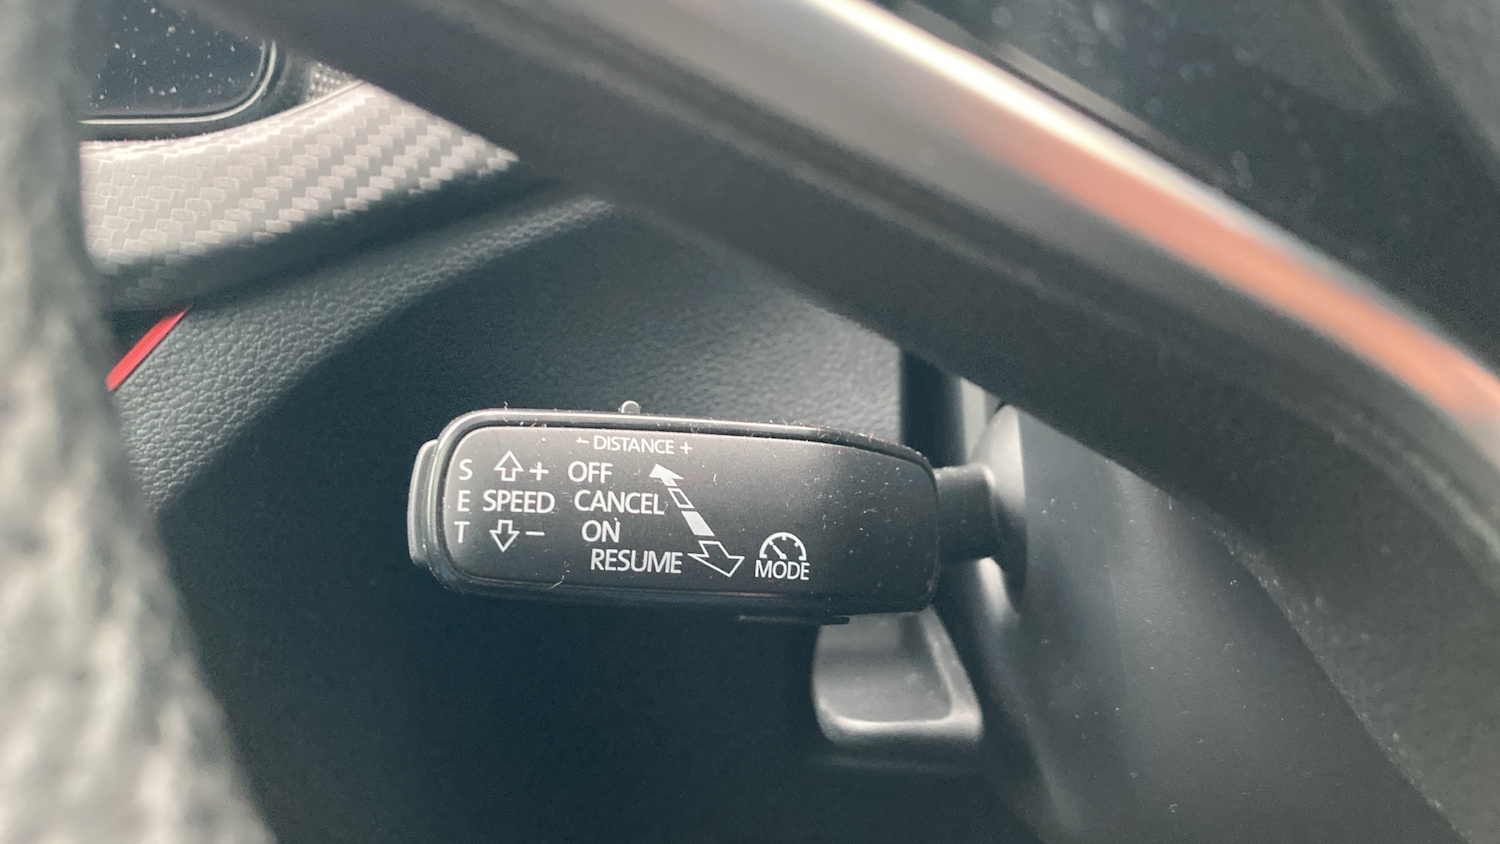 − DISTANCE +
S + OFF
E SPEED CANCEL
T − ON
RESUME
MODE